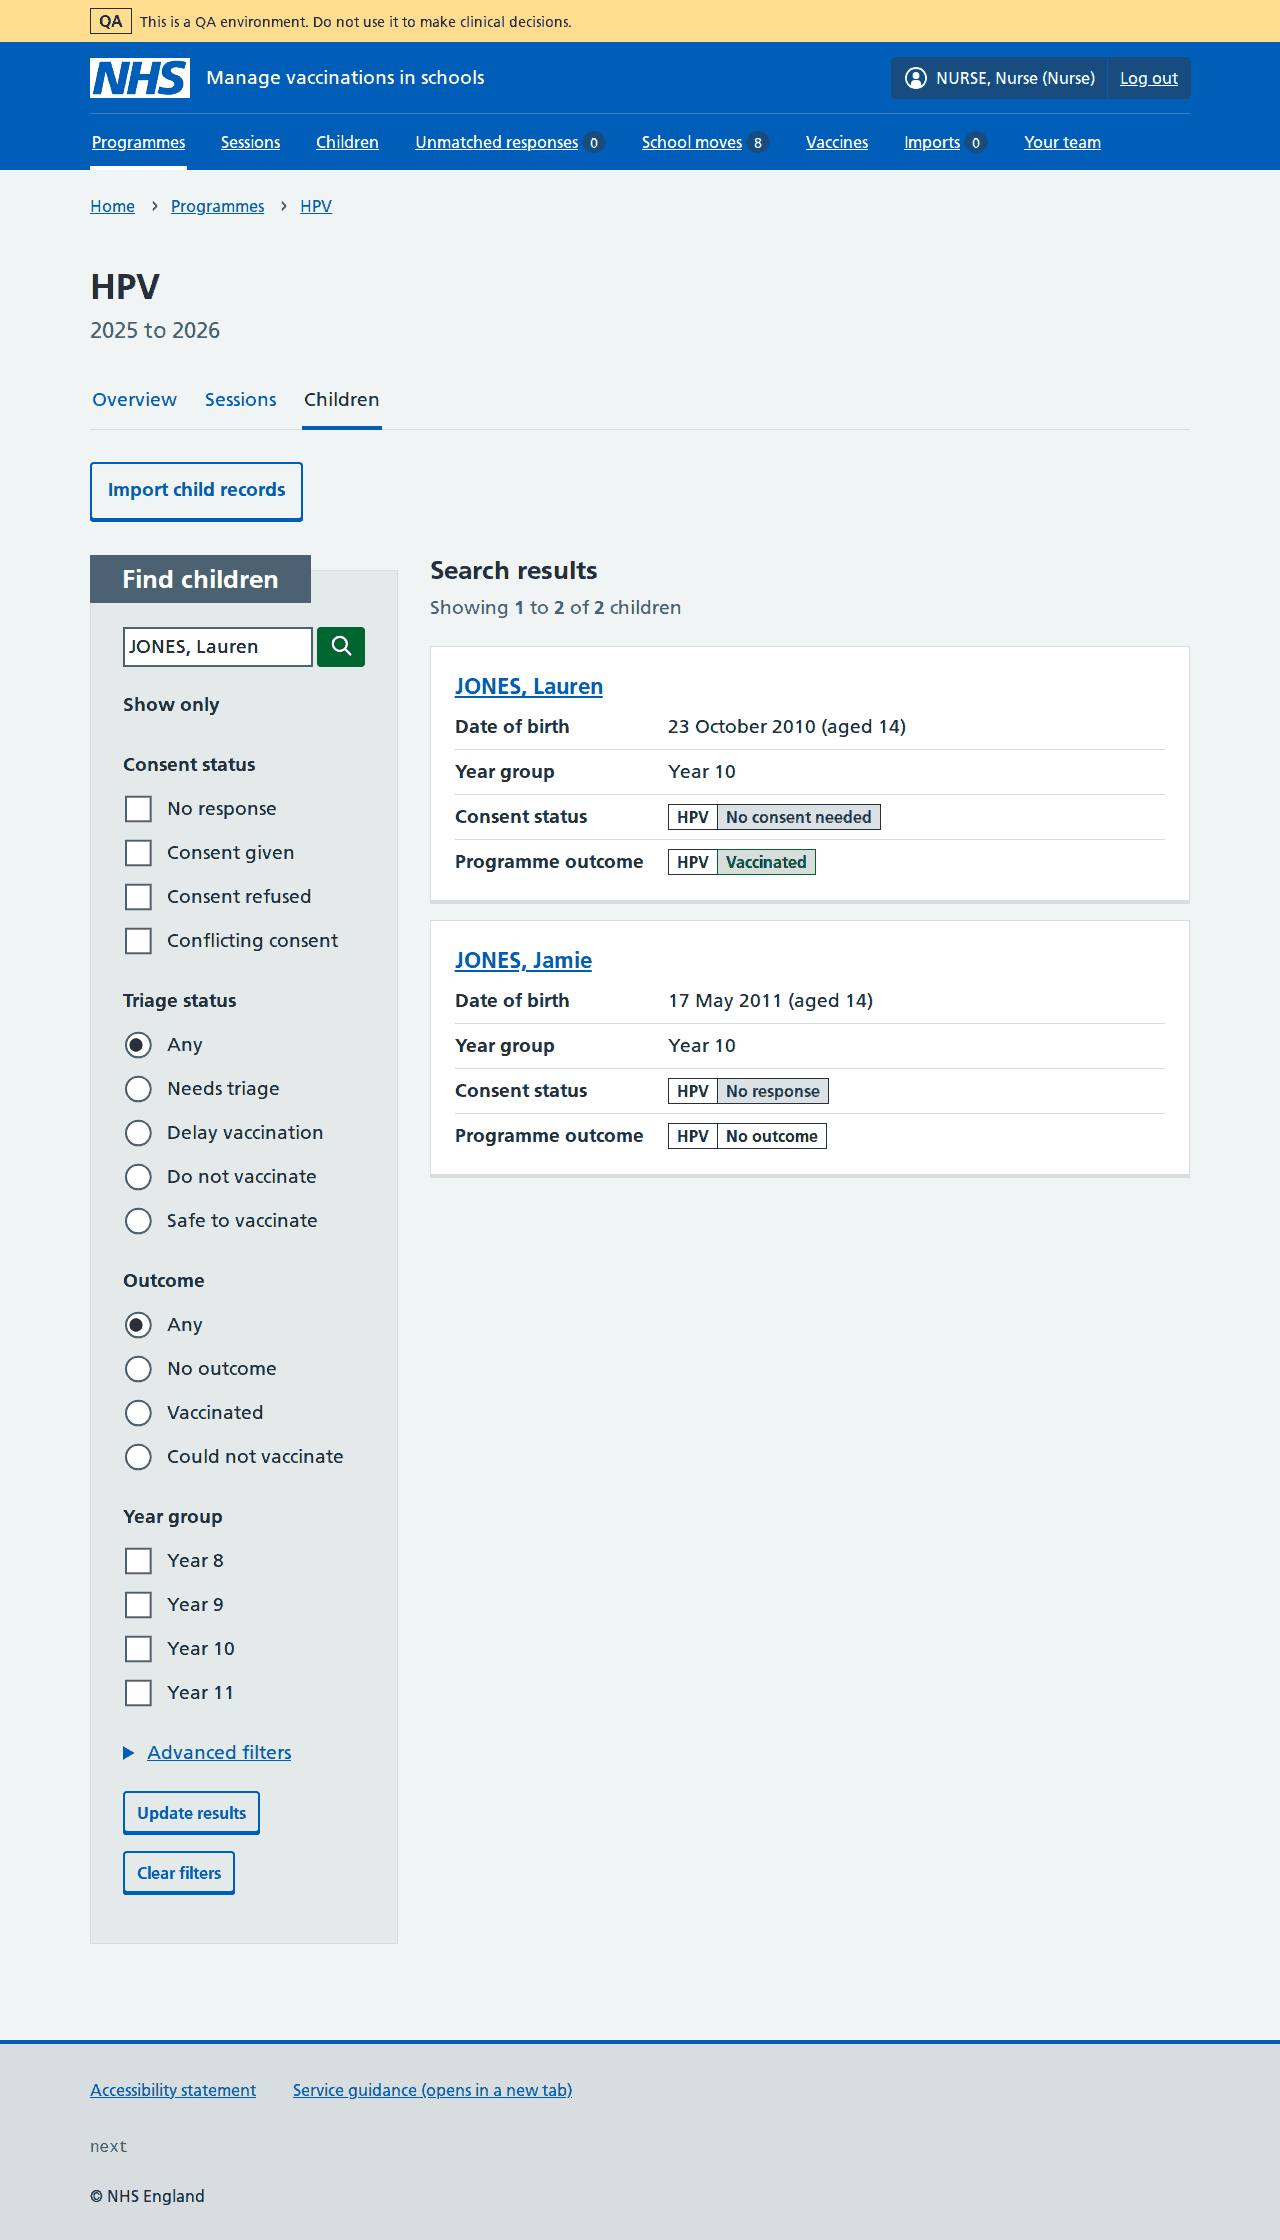 QA This is a QA environment. Do not use it to make clinical decisions.
NHS Manage vaccinations in schools NURSE, Nurse (Nurse) Log out
Programmes Sessions Children Unmatched responses 0 School moves 8 Vaccines Imports 0 Your team
Home › Programmes › HPV
HPV
2025 to 2026
Overview Sessions Children
Import child records
Find children
JONES, Lauren
Show only
Consent status
No response
Consent given
Consent refused
Conflicting consent
Triage status
Any
Needs triage
Delay vaccination
Do not vaccinate
Safe to vaccinate
Outcome
Any
No outcome
Vaccinated
Could not vaccinate
Year group
Year 8
Year 9
Year 10
Year 11
Advanced filters
Update results
Clear filters
Search results
Showing 1 to 2 of 2 children
JONES, Lauren
Date of birth 23 October 2010 (aged 14)
Year group Year 10
Consent status HPV No consent needed
Programme outcome HPV Vaccinated
JONES, Jamie
Date of birth 17 May 2011 (aged 14)
Year group Year 10
Consent status HPV No response
Programme outcome HPV No outcome
Accessibility statement Service guidance (opens in a new tab)
next
© NHS England